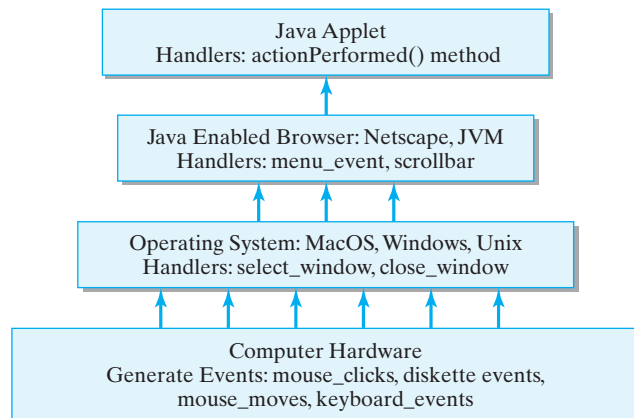 Java Applet
Handlers: actionPerformed() method
Java Enabled Browser: Netscape, JVM
Handlers: menu_event, scrollbar
Operating System: MacOS, Windows, Unix
Handlers: select_window, close_window
Computer Hardware
Generate Events: mouse_clicks, diskette events,
mouse_moves, keyboard_events